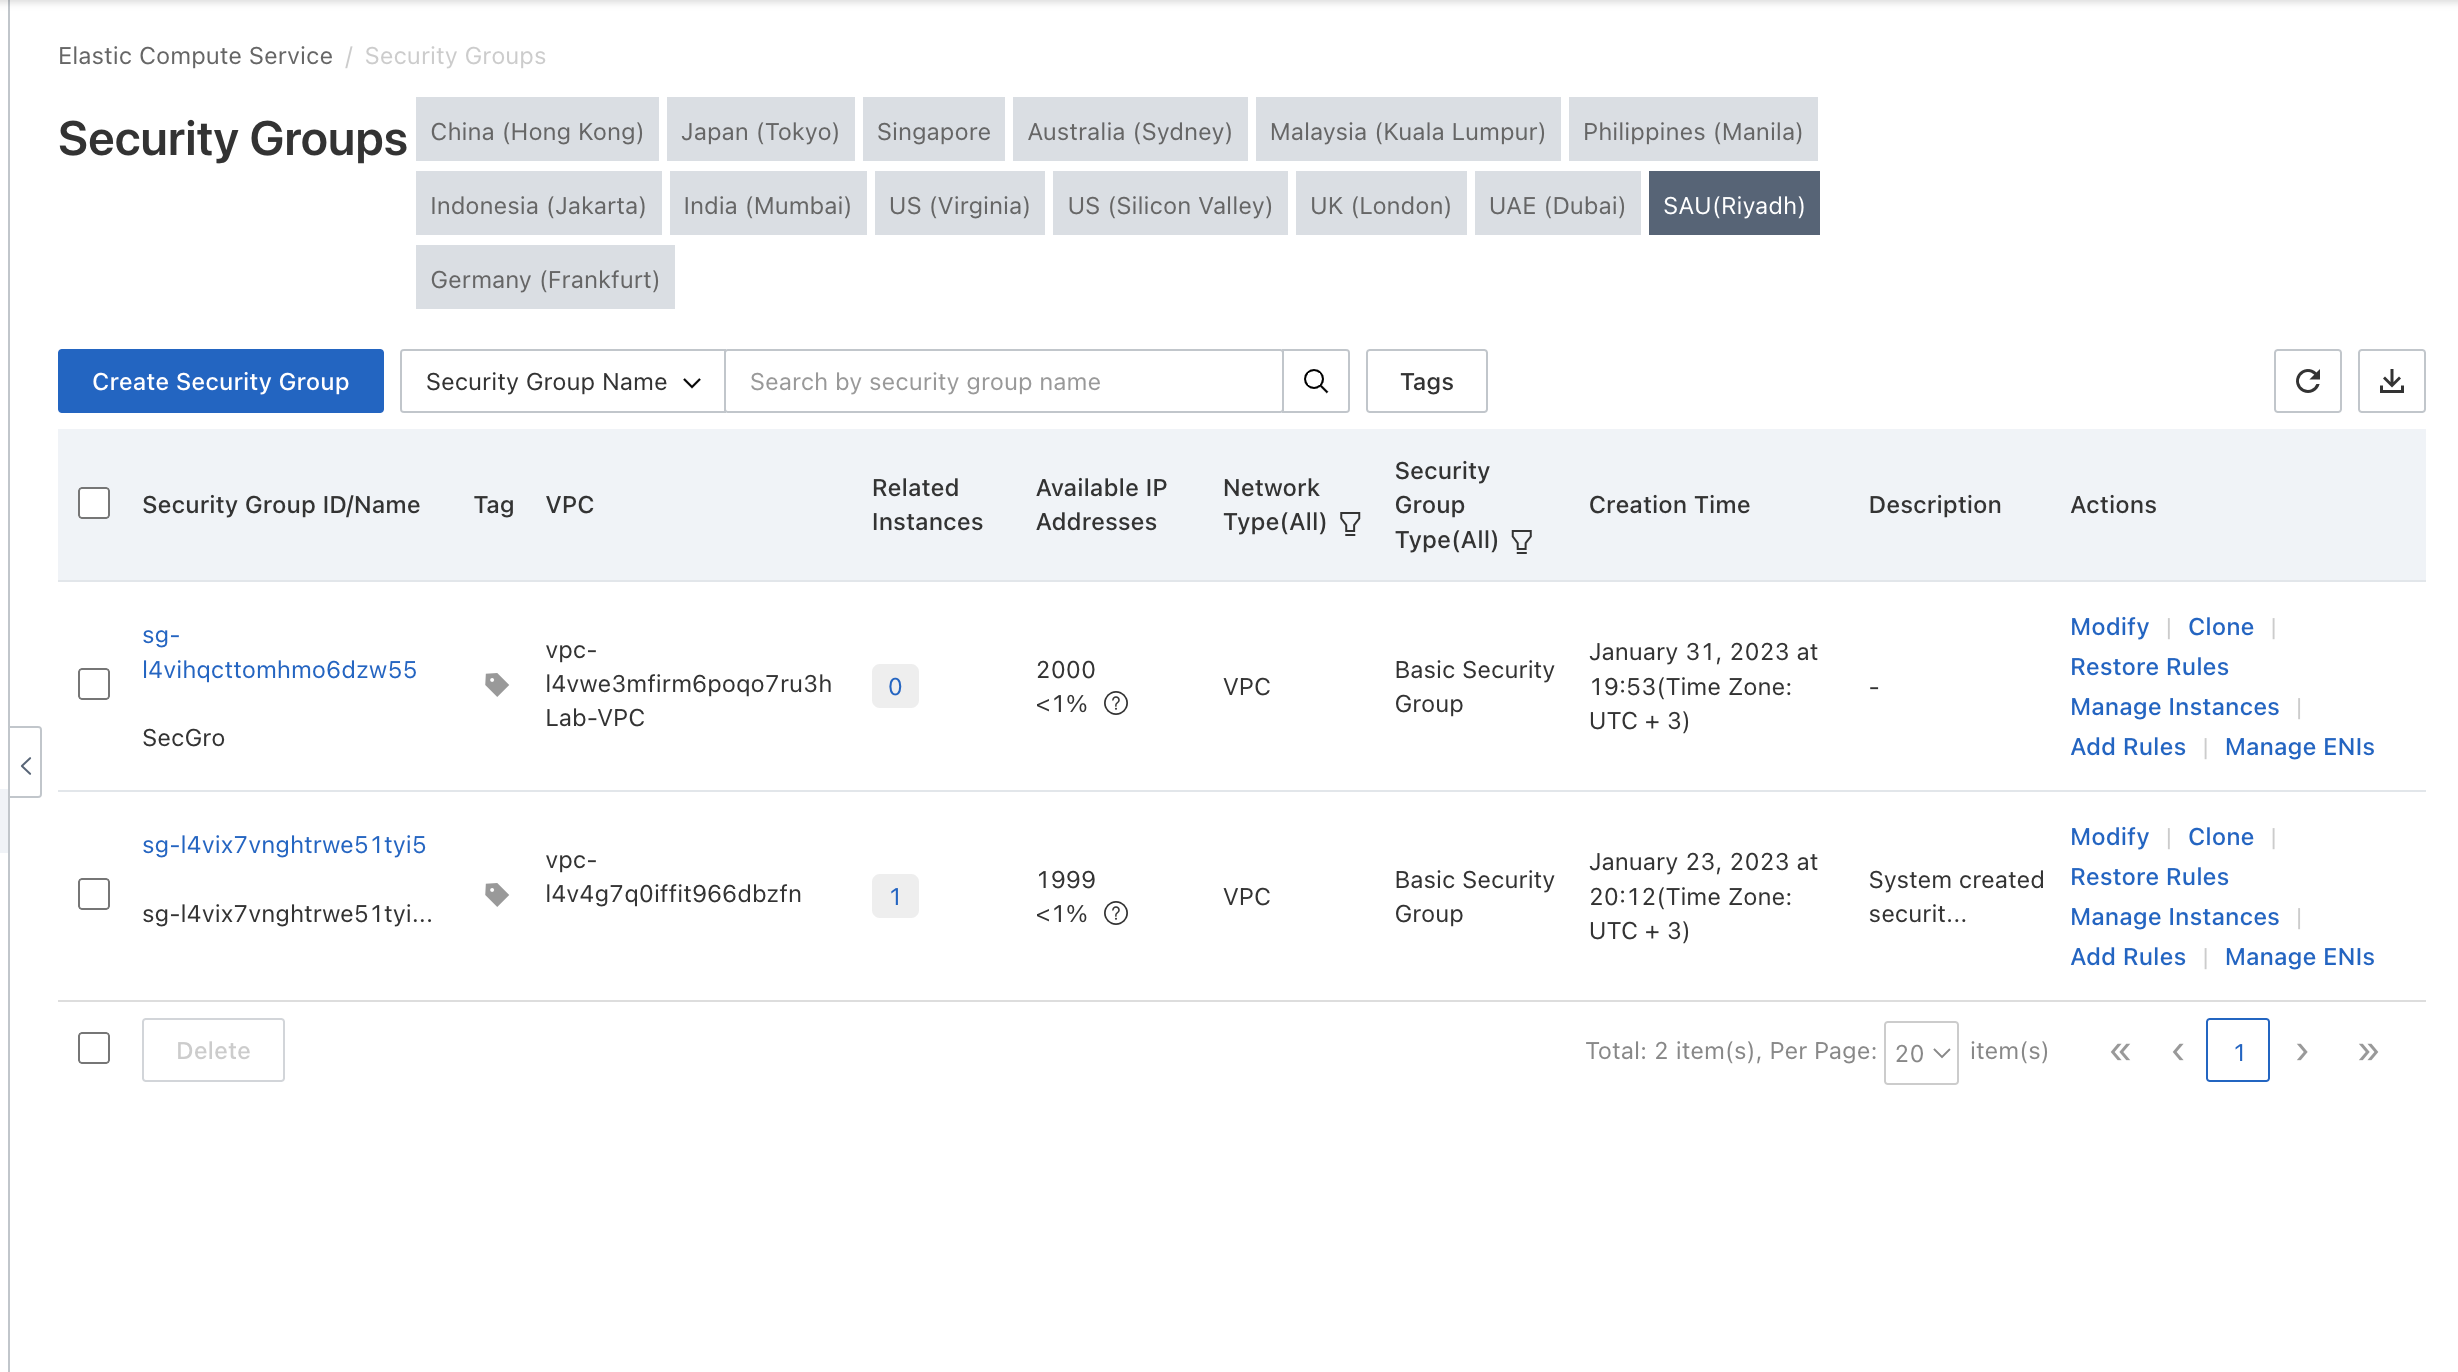 Elastic Compute Service / Security Groups
Security Groups
China (Hong Kong) Japan (Tokyo) Singapore Australia (Sydney) Malaysia (Kuala Lumpur) Philippines (Manila)
Indonesia (Jakarta) India (Mumbai) US (Virginia) US (Silicon Valley) UK (London) UAE (Dubai) SAU(Riyadh)
Germany (Frankfurt)
Create Security Group Security Group Name Search by security group name Tags
Security Group ID/Name Tag VPC
Related
Instances
Available IP
Addresses
Network
Type(All)
Security
Group
Type(All)
Creation Time Description Actions
sg-
l4vihqcttomhmo6dzw55
SecGro
vpc-
l4vwe3mfirm6poqo7ru3h
Lab-VPC
0
2000
<1%
VPC
Basic Security
Group
January 31, 2023 at
19:53(Time Zone:
UTC + 3)
-
Modify | Clone |
Restore Rules
Manage Instances |
Add Rules | Manage ENIs
sg-l4vix7vnghtrwe51tyi5
sg-l4vix7vnghtrwe51tyi...
vpc-
l4v4g7q0iffit966dbzfn
1
1999
<1%
VPC
Basic Security
Group
January 23, 2023 at
20:12(Time Zone:
UTC + 3)
System created
securit...
Modify | Clone |
Restore Rules
Manage Instances |
Add Rules | Manage ENIs
Delete Total: 2 item(s), Per Page: 20 item(s) 1